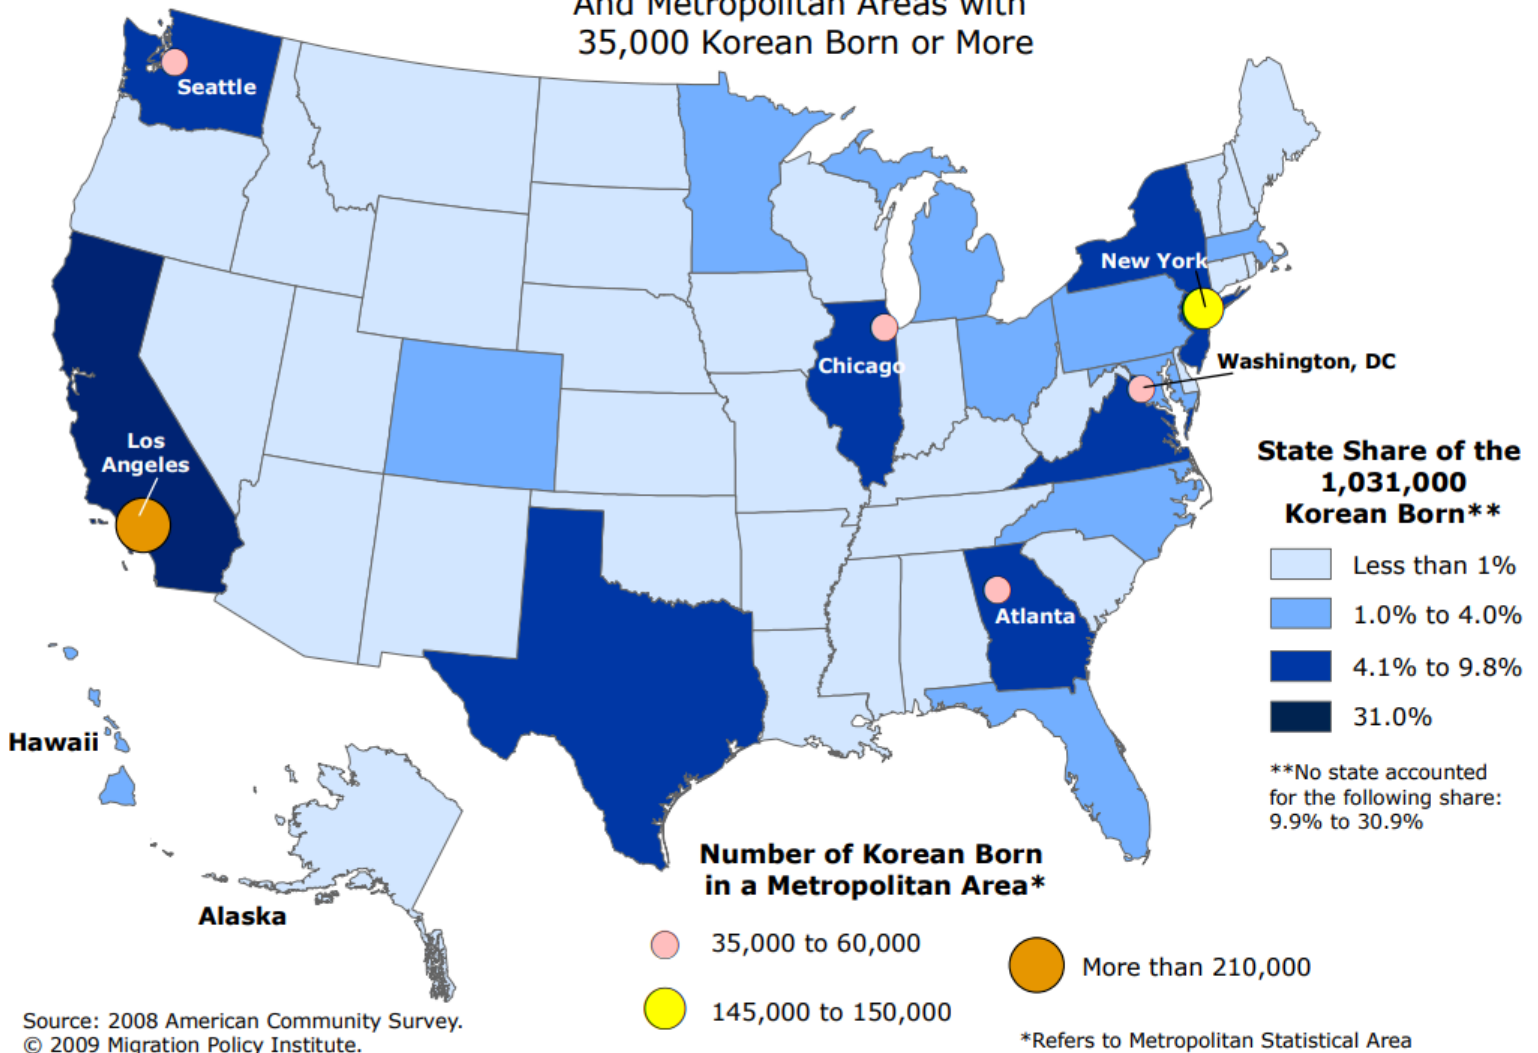 And Metropolitan Areas with
35,000 Korean Born or More
Seattle
New York
Chicago
Washington, DC
Los
Angeles
Atlanta
Hawaii
Alaska
State Share of the
1,031,000
Korean Born**
Less than 1%
1.0% to 4.0%
4.1% to 9.8%
31.0%
**No state accounted
for the following share:
9.9% to 30.9%
Number of Korean Born
in a Metropolitan Area*
35,000 to 60,000
145,000 to 150,000
More than 210,000
*Refers to Metropolitan Statistical Area
Source: 2008 American Community Survey.
© 2009 Migration Policy Institute.